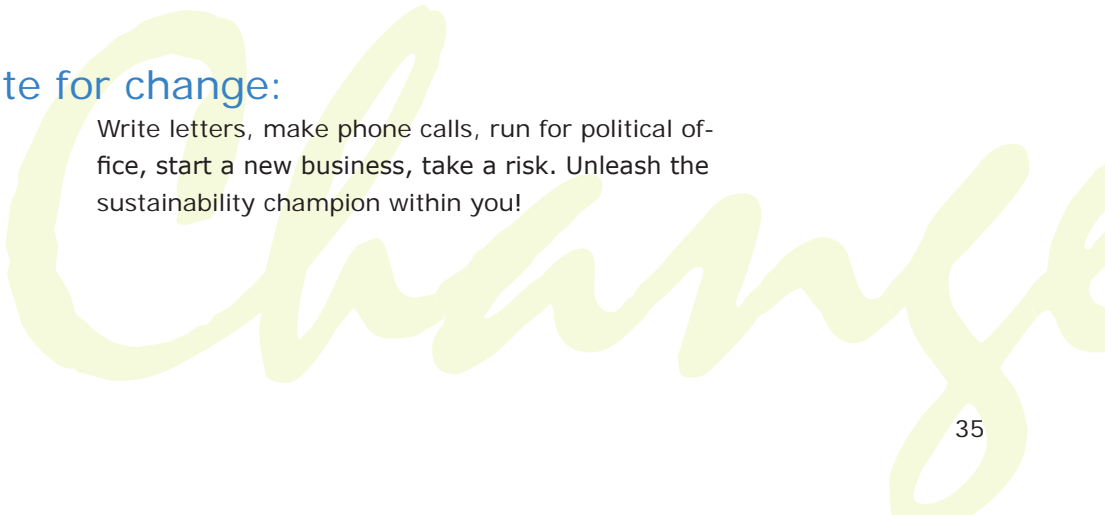 te for change:
Write letters, make phone calls, run for political of-
fice, start a new business, take a risk. Unleash the
sustainability champion within you!
Change
35